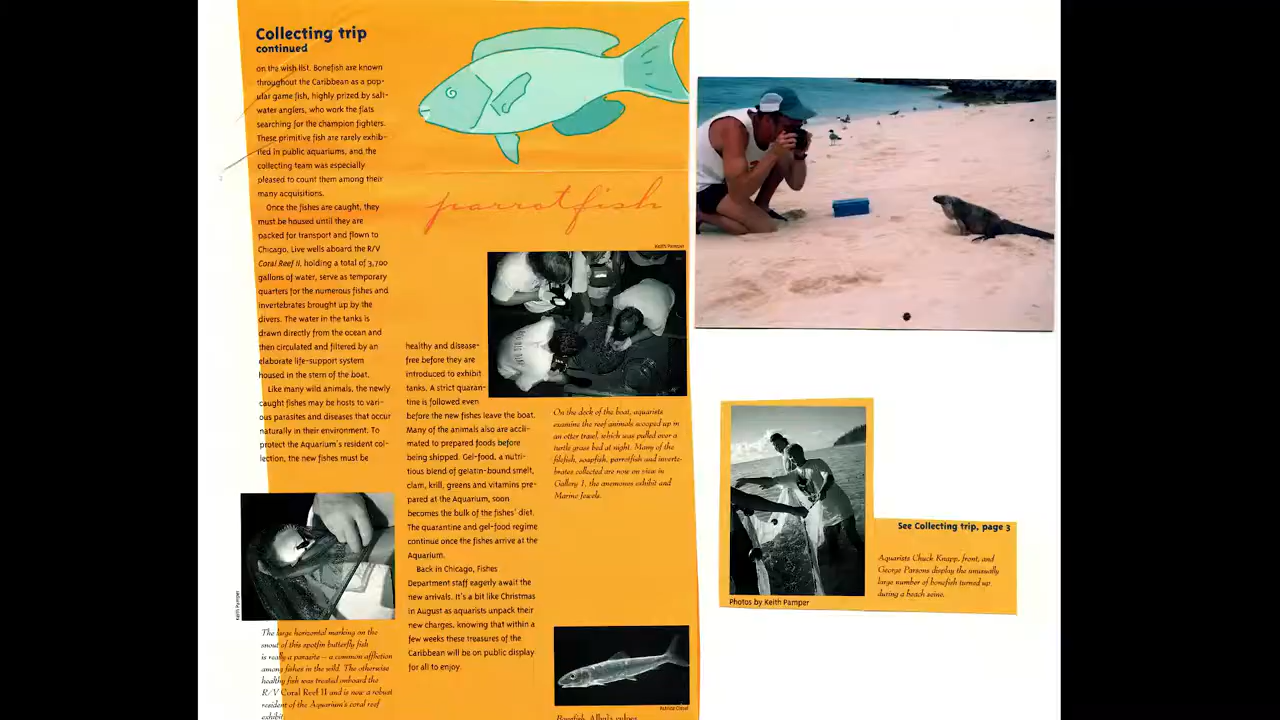 Collecting trip
continued
on the wish list. Bonefish are known
throughout the Caribbean as a pop-
ular game fish, highly prized by salt-
water anglers, who work the flats
searching for the champion fighters.
These primitive fish are rarely exhib-
ited in public aquariums, and the
collecting team was especially
pleased to count them among their
many acquisitions.
Once the fishes are caught, they
must be housed until they are
packed for transport and flown to
Chicago. Live wells aboard the R/V
Coral Reef II, holding a total of 3,700
gallons of water, serve as temporary
quarters for the numerous fishes and
invertebrates brought up by the
divers. The water in the tanks is
drawn directly from the ocean and
then circulated and filtered by an
elaborate life-support system
housed in the stern of the boat.
Like many wild animals, the newly
caught fishes may be hosts to vari-
ous parasites and diseases that occur
naturally in their environment. To
protect the Aquarium's resident col-
lection, the new fishes must be
Keith Pamper
The large horizontal marking on the
snout of this spotfin butterfly fish
is really a parasite – a common affliction
among fishes in the wild. The otherwise
healthy fish was treated onboard the
R/V Coral Reef II and is now a robust
resident of the Aquarium's coral reef
exhibit.
parrotfish
Keith Pamper
healthy and disease-
free before they are
introduced to exhibit
tanks. A strict quaran-
tine is followed even
before the new fishes leave the boat.
Many of the animals also are accli-
mated to prepared foods before
being shipped. Gel-food, a nutri-
tious blend of gelatin-bound smelt,
clam, krill, greens and vitamins pre-
pared at the Aquarium, soon
becomes the bulk of the fishes' diet.
The quarantine and gel-food regime
continue once the fishes arrive at the
Aquarium.
Back in Chicago, Fishes
Department staff eagerly await the
new arrivals. It's a bit like Christmas
in August as aquarists unpack their
new charges, knowing that within a
few weeks these treasures of the
Caribbean will be on public display
for all to enjoy.
On the deck of the boat, aquarists
examine the reef animals scooped up in
an otter trawl, which was pulled over a
turtle grass bed at night. Many of the
filefish, soapfish, parrotfish and inverte-
brates collected are now on view in
Gallery 1, the anemones exhibit and
Marine Jewels.
Patrice Ceisel
Bonefish, Albula vulpes
Photos by Keith Pamper
See Collecting trip, page 3
Aquarists Chuck Knapp, front, and
George Parsons display the unusually
large number of bonefish turned up
during a beach seine.